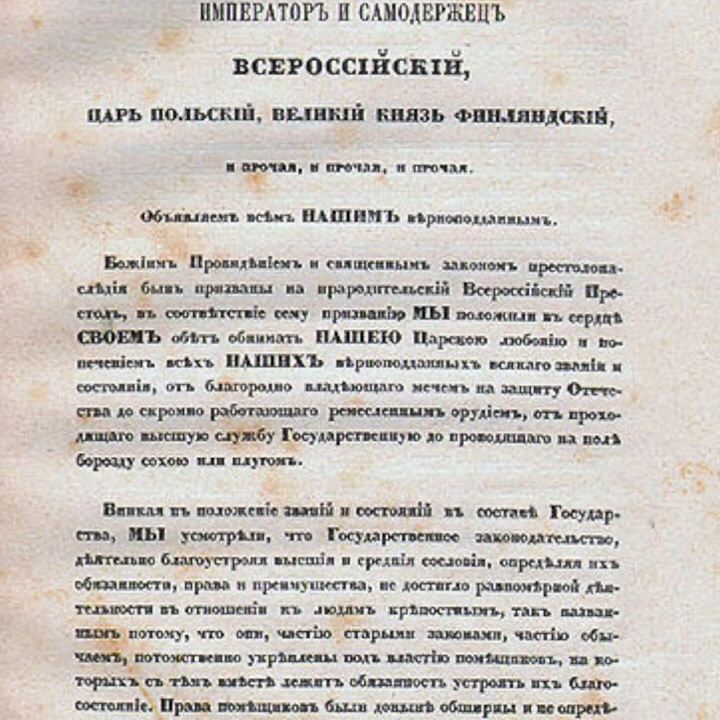 ИМПЕРАТОРЪ И САМОДЕРЖЕЦЪ
ВСЕРОССІЙСКІЙ,
ЦАРЬ ПОЛЬСКІЙ, ВЕЛИКІЙ КНЯЗЬ ФИНЛЯНДСКІЙ,
и прочая, и прочая, и прочая.
Объявляемъ всѣмъ НАШИМЪ вѣрноподданнымъ.
Божіимъ Провидѣніемъ и священнымъ закономъ престолона-
слѣдія бывъ призваны на прародительскій Всероссійскій Пре-
столъ, въ соотвѣтствіе сему призванію МЫ положили въ сердцѣ
СВОЕМЪ обѣтъ обнимать НАШЕЮ Царскою любовію и по-
печеніемъ всѣхъ НАШИХЪ вѣрноподданныхъ всякаго званія и
состоянія, отъ благородно владѣющаго мечемъ на защиту Отече-
ства до скромно работающаго ремесленнымъ орудіемъ, отъ прохо-
дящаго высшую службу Государственную до проводящаго на полѣ
борозду сохою или плугомъ.
Вникая въ положеніе званій и состояній въ составѣ Государ-
ства, МЫ усмотрѣли, что Государственное законодательство,
дѣятельно благоустрояя высшія и среднія сословія, опредѣляя ихъ
обязанности, права и преимущества, не достигло равномѣрной дѣя-
тельности въ отношеніи къ людямъ крѣпостнымъ, такъ назван-
нымъ потому, что они, частію старыми законами, частію обы-
чаемъ, потомственно укрѣплены подъ властію помѣщиковъ, на ко-
торыхъ съ тѣмъ вмѣстѣ лежитъ обязанность устроять ихъ благо-
состояніе. Права помѣщиковъ были донынѣ обширны и не опредѣ-